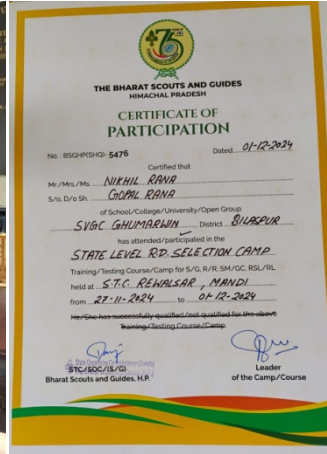 76
THE BHARAT SCOUTS AND GUIDES
HIMACHAL PRADESH
CERTIFICATE OF
PARTICIPATION
No. BSGHP(SHQ)- 5476 Dated 01-12-2024
Certified that
Mr./Mrs./Ms. NIKHIL RANA
S/o, D/o Sh. GOPAL RANA
of School/College/University/Open Group
SVGC GHUMARWIN District BILASPUR
has attended/participated in the
STATE LEVEL R.D. SELECTION CAMP
Training/Testing Course/Camp for S/G, R/R, SM/GC, RSL/RL
held at S.T.C. REWALSAR, MANDI
from 27-11-2024 to 01-12-2024
He/She has successfully qualified/not qualified for the above
Training/Testing Course/Camp
STC/SOC/(S/G)
Bharat Scouts and Guides, H.P.
Leader
of the Camp/Course